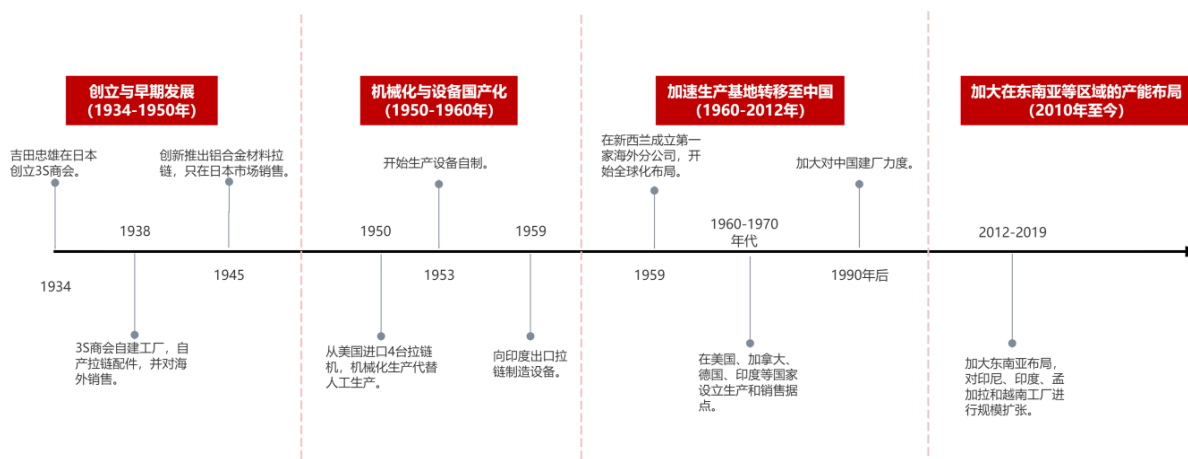 创立与早期发展
(1934-1950年)
机械化与设备国产化
(1950-1960年)
加速生产基地转移至中国
(1960-2012年)
加大在东南亚等区域的产能布局
(2010年至今)
吉田忠雄在日本
创立3S商会。
创新推出铝合金材料拉
链，只在日本市场销售。
开始生产设备自制。
在新西兰成立第一
家海外分公司，开
始全球化布局。
加大对中国建厂力度。
1938
1950
1959
1960-1970
年代
2012-2019
1934
1945
1953
1959
1990年后
3S商会自建工厂，自
产拉链配件，并对海
外销售。
从美国进口4台拉链
机，机械化生产代替
人工生产。
向印度出口拉
链制造设备。
在美国、加拿大、
德国、印度等国家
设立生产和销售据
点。
加大东南亚布局，
对印尼、印度、孟
加拉和越南工厂进
行规模扩张。